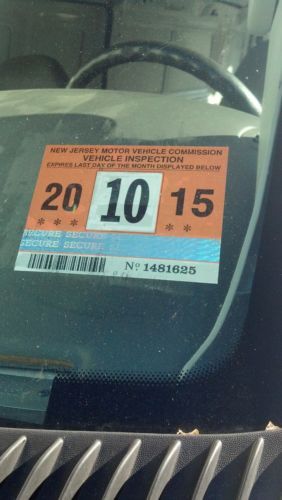 NEW JERSEY MOTOR VEHICLE COMMISSION
VEHICLE INSPECTION
EXPIRES LAST DAY OF THE MONTH DISPLAYED BELOW
20 10 15
* * * * *
SECURE SECURE
SECURE SECURE
Nº 1481625